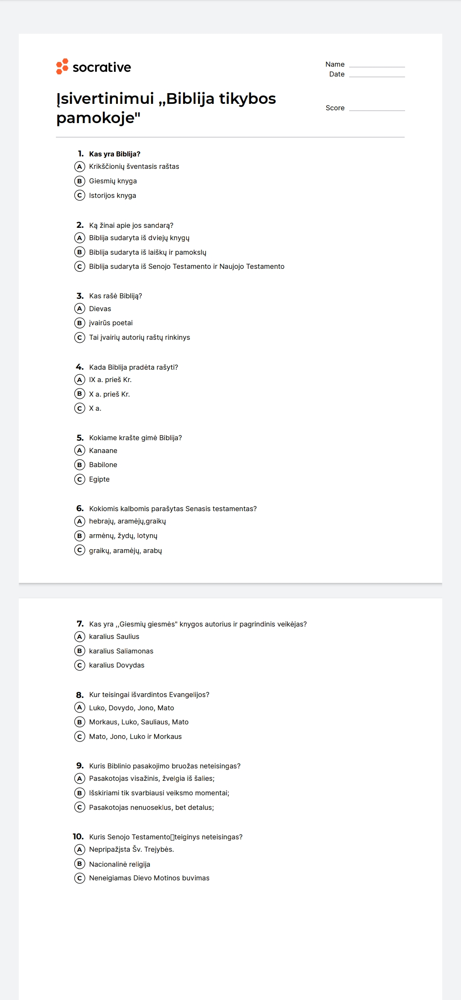 socrative
Name
Date
Įsivertinimui ,,Biblija tikybos
pamokoje"
Score
1. Kas yra Biblija?
A Krikščionių šventasis raštas
B Giesmių knyga
C Istorijos knyga
2. Ką žinai apie jos sandarą?
A Biblija sudaryta iš dviejų knygų
B Biblija sudaryta iš laiškų ir pamokslų
C Biblija sudaryta iš Senojo Testamento ir Naujojo Testamento
3. Kas rašė Bibliją?
A Dievas
B įvairūs poetai
C Tai įvairių autorių raštų rinkinys
4. Kada Biblija pradėta rašyti?
A IX a. prieš Kr.
B X a. prieš Kr.
C X a.
5. Kokiame krašte gimė Biblija?
A Kanaane
B Babilone
C Egipte
6. Kokiomis kalbomis parašytas Senasis testamentas?
A hebrajų, aramėjų,graikų
B armėnų, žydų, lotynų
C graikų, aramėjų, arabų
7. Kas yra ,,Giesmių giesmės" knygos autorius ir pagrindinis veikėjas?
A karalius Saulius
B karalius Saliamonas
C karalius Dovydas
8. Kur teisingai išvardintos Evangelijos?
A Luko, Dovydo, Jono, Mato
B Morkaus, Luko, Sauliaus, Mato
C Mato, Jono, Luko ir Morkaus
9. Kuris Biblinio pasakojimo bruožas neteisingas?
A Pasakotojas visažinis, žvelgia iš šalies;
B Išskiriami tik svarbiausi veiksmo momentai;
C Pasakotojas nenuoseklus, bet detalus;
10. Kuris Senojo Testamento▯teiginys neteisingas?
A Nepripažįsta Šv. Trejybės.
B Nacionalinė religija
C Neneigiamas Dievo Motinos buvimas